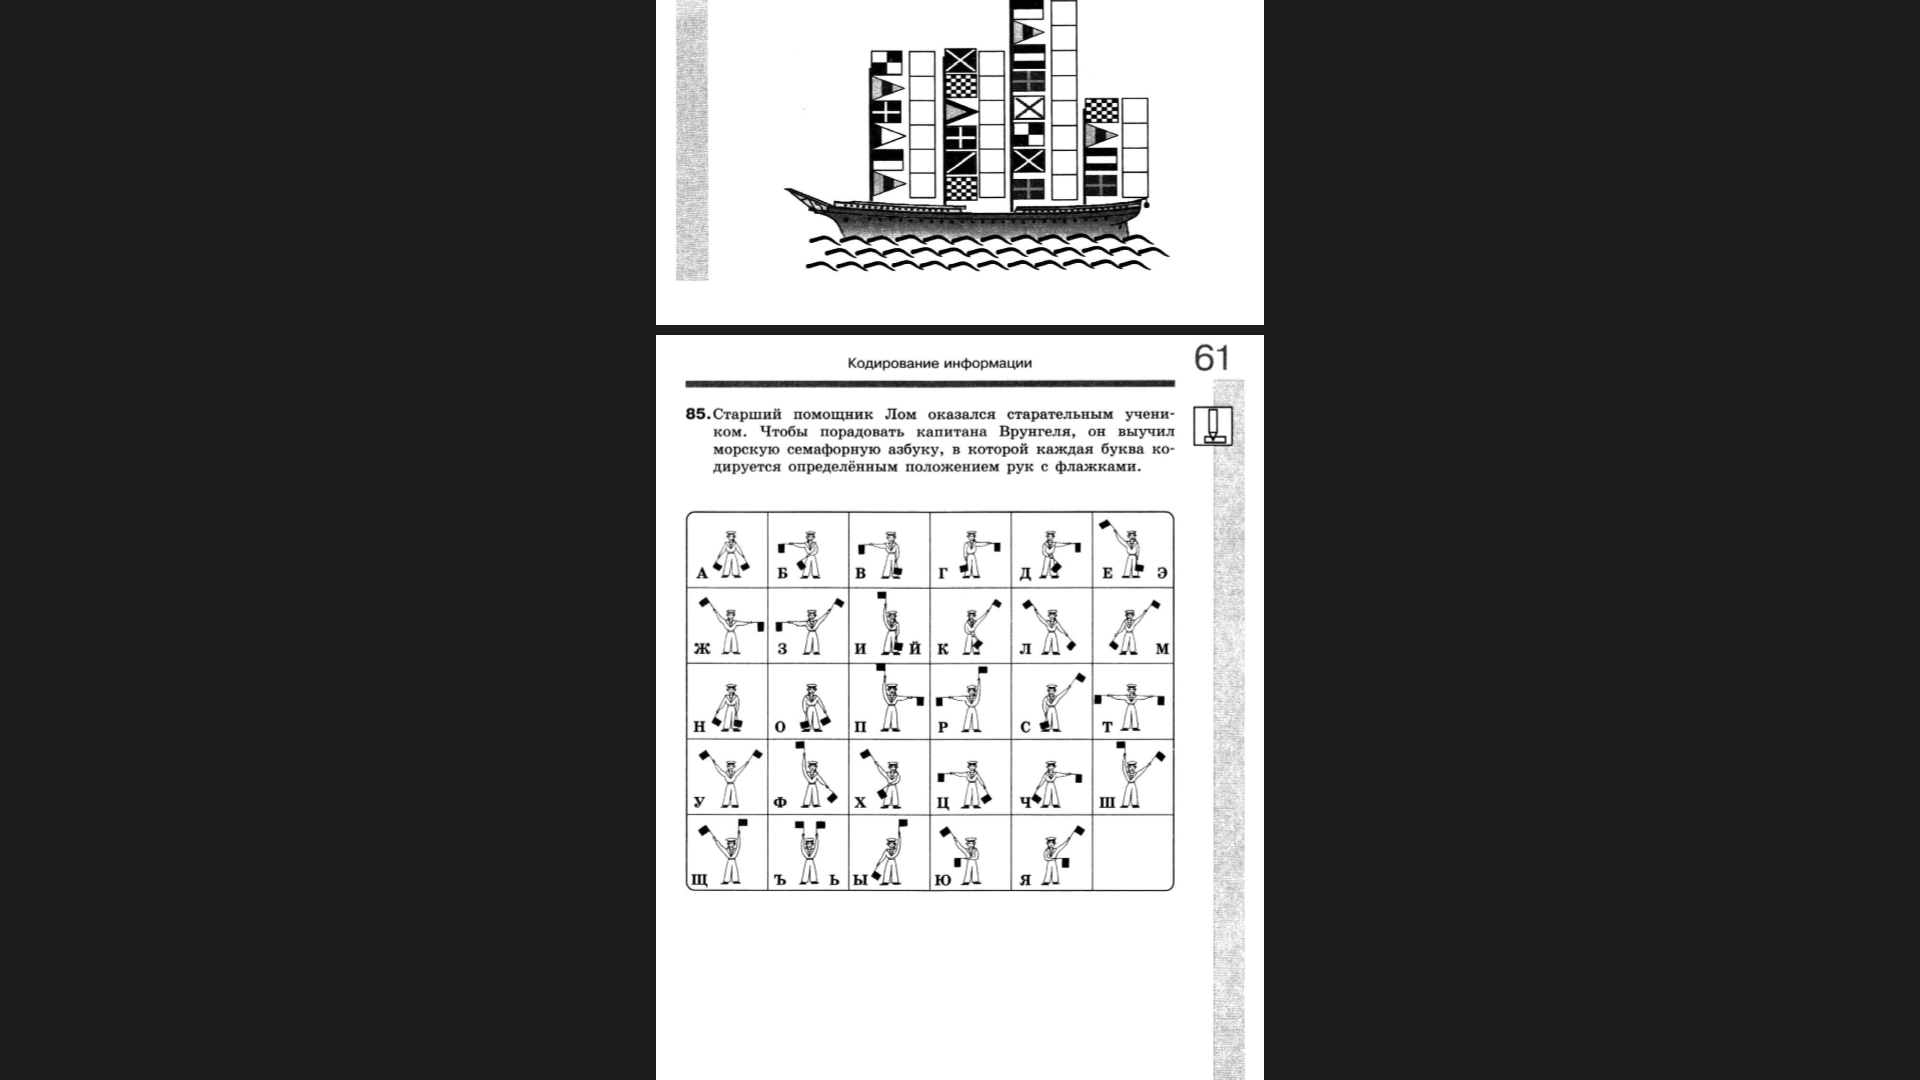 Кодирование информации
61
85. Старший помощник Лом оказался старательным учени-
ком. Чтобы порадовать капитана Врунгеля, он выучил
морскую семафорную азбуку, в которой каждая буква ко-
дируется определённым положением рук с флажками.
А Б В Г Д Е Э
Ж З И Й К Л М
Н О П Р С Т
У Ф Х Ц Ч Ш
Щ Ъ Ь Ы Ю Я